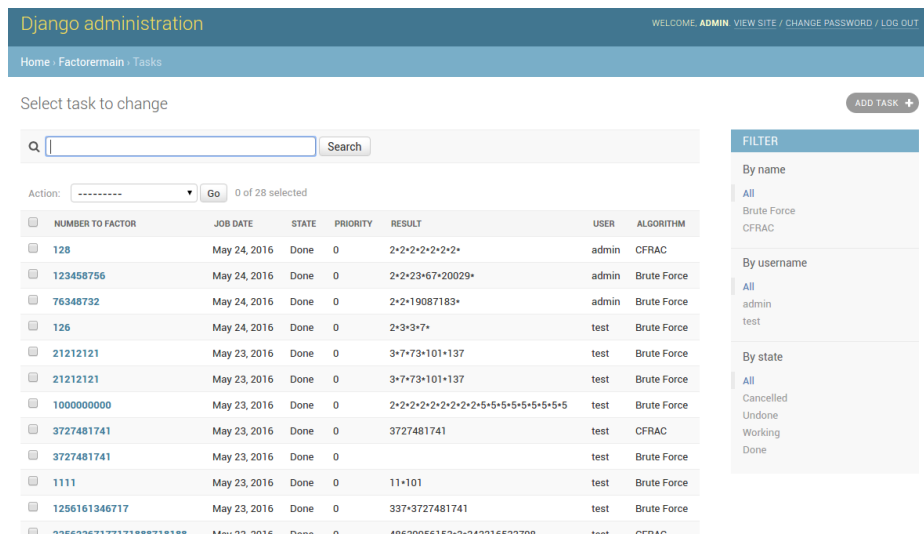 Django administration
WELCOME, ADMIN. VIEW SITE / CHANGE PASSWORD / LOG OUT
Home › Factorermain › Tasks
Select task to change
ADD TASK +
Search
Action: --------- Go 0 of 28 selected
NUMBER TO FACTOR JOB DATE STATE PRIORITY RESULT USER ALGORITHM
128 May 24, 2016 Done 0 2*2*2*2*2*2*2* admin CFRAC
123458756 May 24, 2016 Done 0 2*2*23*67*20029* admin Brute Force
76348732 May 24, 2016 Done 0 2*2*19087183* admin Brute Force
126 May 24, 2016 Done 0 2*3*3*7* test Brute Force
21212121 May 23, 2016 Done 0 3*7*73*101*137 test Brute Force
21212121 May 23, 2016 Done 0 3*7*73*101*137 test Brute Force
1000000000 May 23, 2016 Done 0 2*2*2*2*2*2*2*2*2*5*5*5*5*5*5*5*5*5 test Brute Force
3727481741 May 23, 2016 Done 0 3727481741 test CFRAC
3727481741 May 23, 2016 Done 0 test Brute Force
1111 May 23, 2016 Done 0 11*101 test Brute Force
1256161346717 May 23, 2016 Done 0 337*3727481741 test Brute Force
May 23, 2016 Done 0 test CFRAC
FILTER
By name
All
Brute Force
CFRAC
By username
All
admin
test
By state
All
Cancelled
Undone
Working
Done